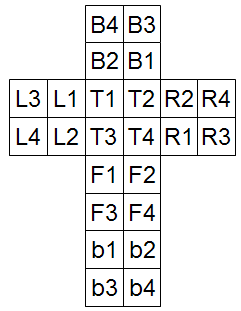 B4 B3
B2 B1
L3 L1 T1 T2 R2 R4
L4 L2 T3 T4 R1 R3
F1 F2
F3 F4
b1 b2
b3 b4